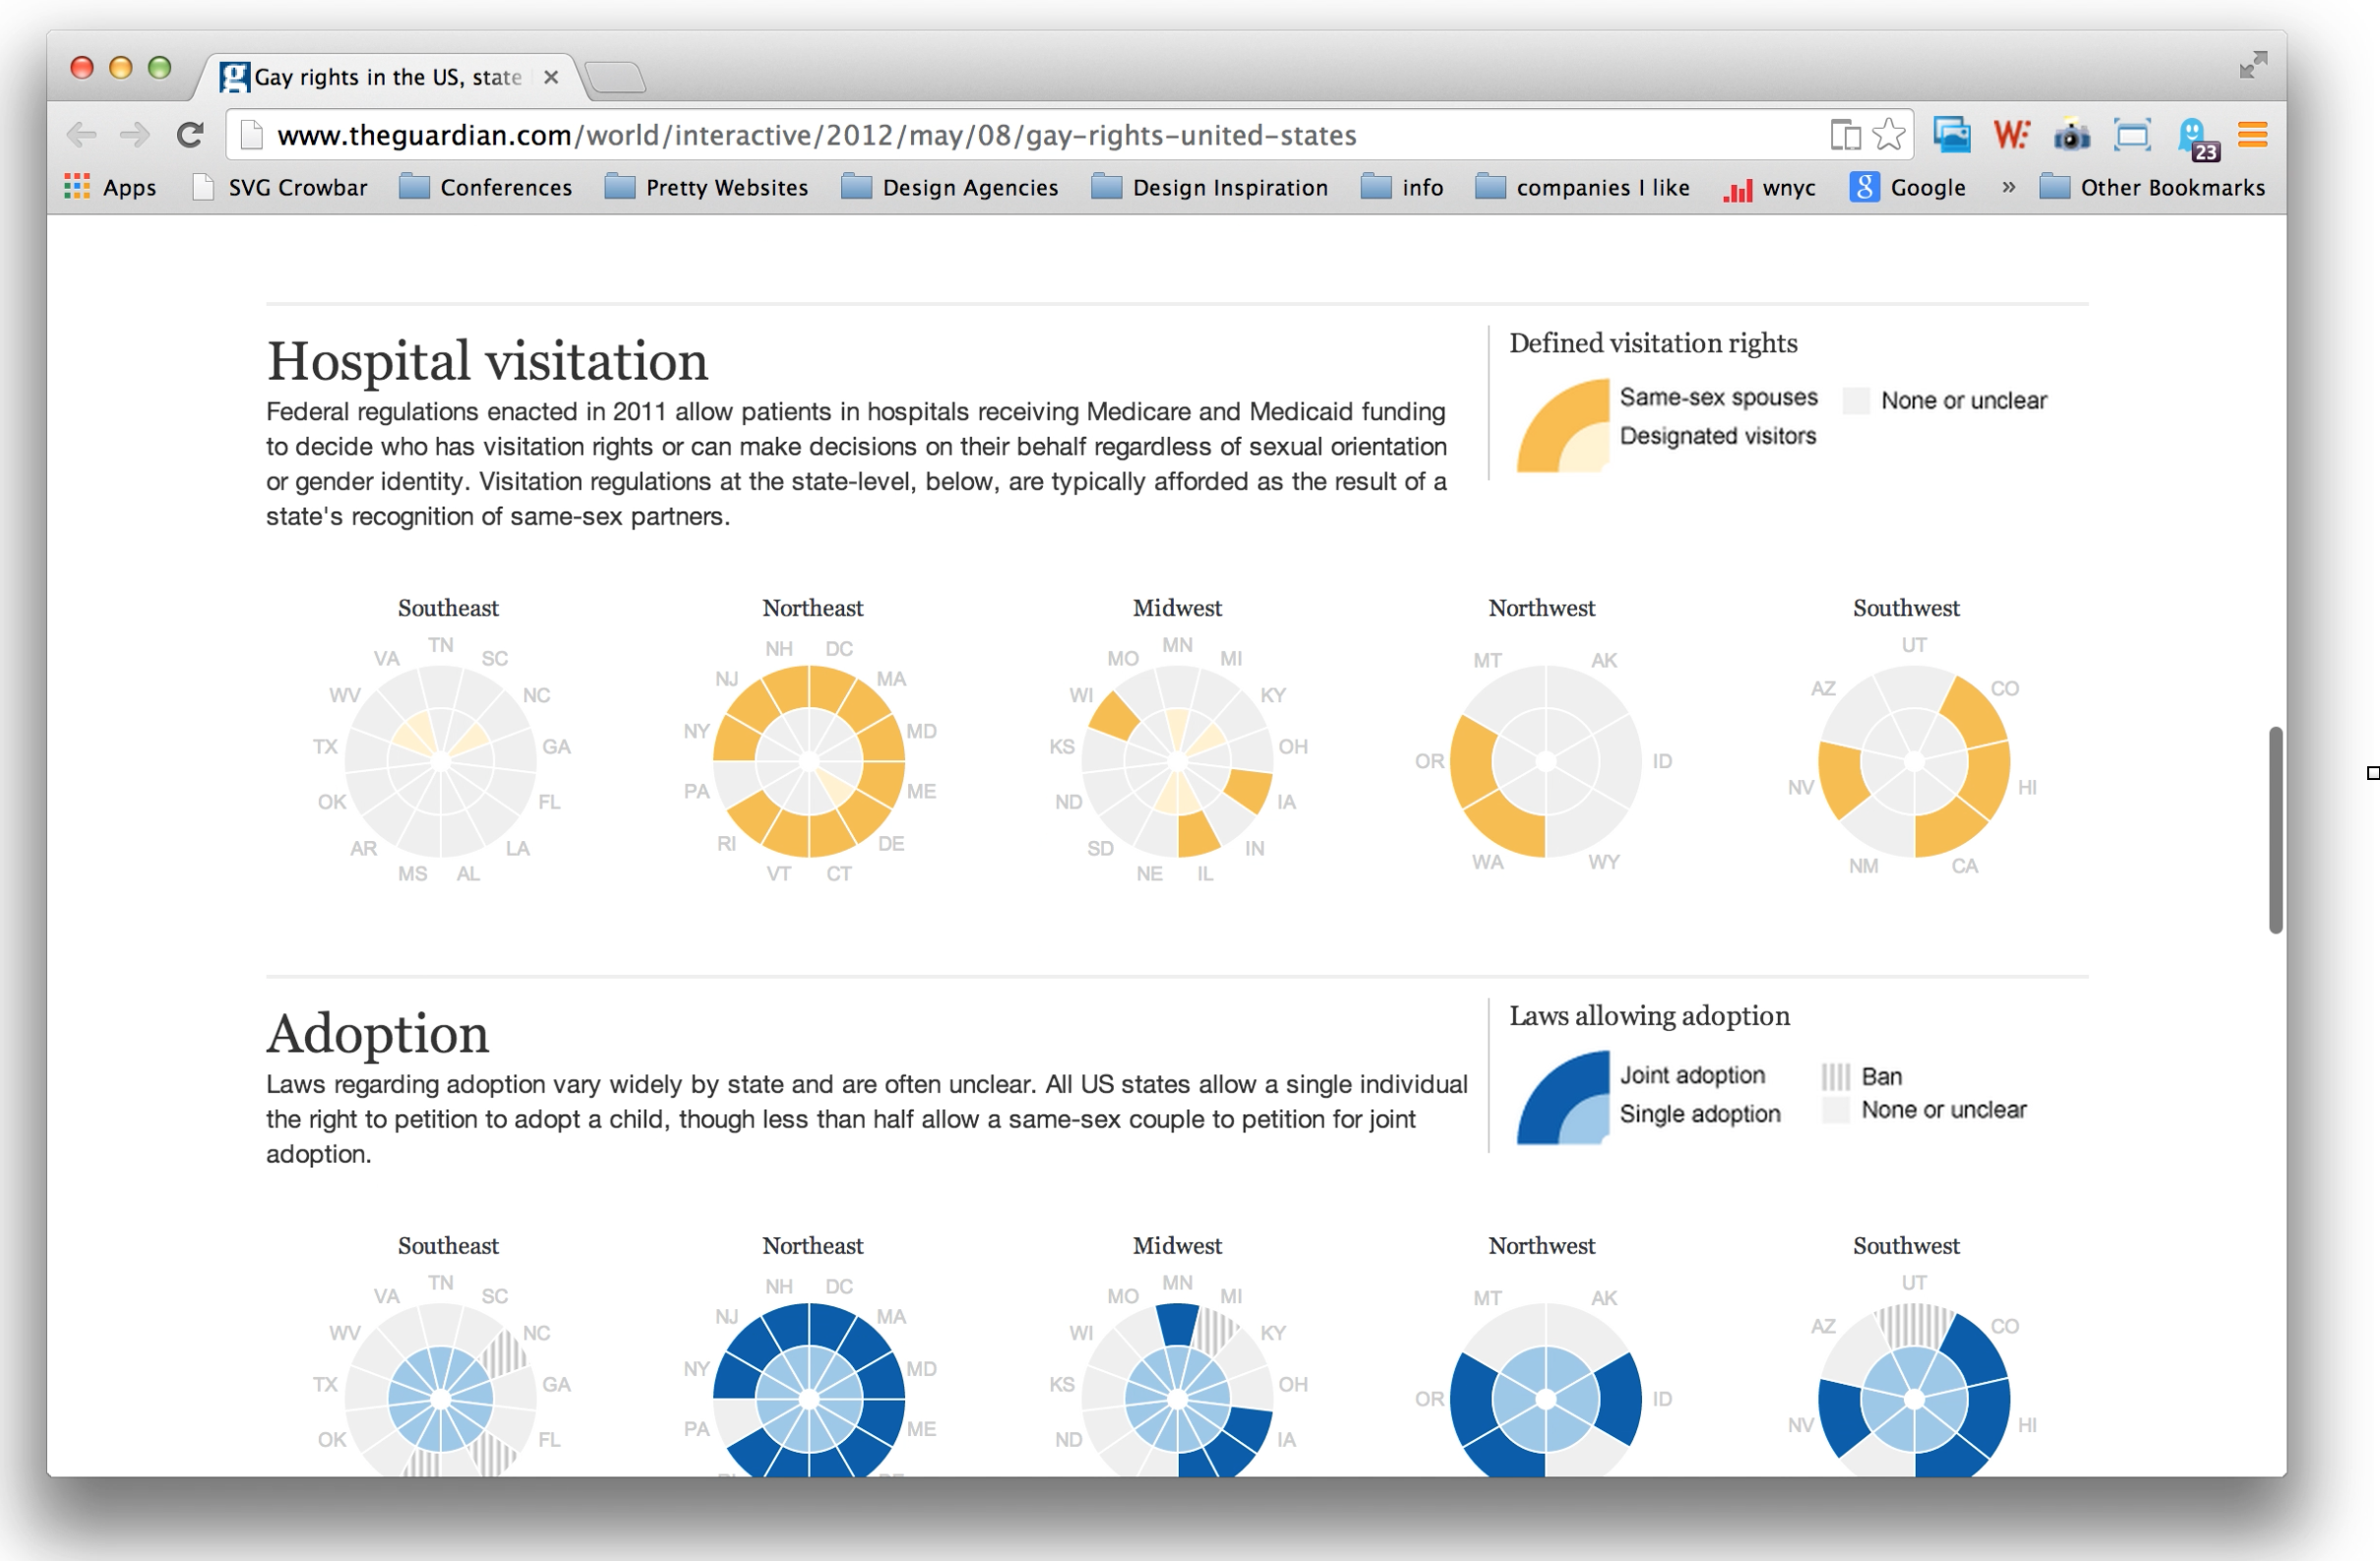 Gay rights in the US, state
www.theguardian.com/world/interactive/2012/may/08/gay-rights-united-states
W:
23
Apps
SVG Crowbar
Conferences
Pretty Websites
Design Agencies
Design Inspiration
info
companies I like
wnyc
Google
»
Other Bookmarks
Hospital visitation
Federal regulations enacted in 2011 allow patients in hospitals receiving Medicare and Medicaid funding
to decide who has visitation rights or can make decisions on their behalf regardless of sexual orientation
or gender identity. Visitation regulations at the state-level, below, are typically afforded as the result of a
state's recognition of same-sex partners.
Defined visitation rights
Same-sex spouses
Designated visitors
None or unclear
Southeast
TN
SC
NC
GA
FL
LA
AL
MS
AR
OK
TX
WV
VA
Northeast
NH
DC
MA
MD
ME
DE
CT
VT
RI
PA
NY
NJ
Midwest
MN
MI
KY
OH
IA
IN
IL
NE
SD
ND
KS
WI
MO
Northwest
MT
AK
ID
WY
WA
OR
Southwest
UT
CO
HI
CA
NM
NV
AZ
Adoption
Laws regarding adoption vary widely by state and are often unclear. All US states allow a single individual
the right to petition to adopt a child, though less than half allow a same-sex couple to petition for joint
adoption.
Laws allowing adoption
Joint adoption
Single adoption
Ban
None or unclear
Southeast
TN
SC
NC
GA
FL
OK
TX
WV
VA
Northeast
NH
DC
MA
MD
ME
PA
NY
NJ
Midwest
MN
MI
KY
OH
IA
ND
KS
WI
MO
Northwest
MT
AK
ID
OR
Southwest
UT
CO
HI
NV
AZ